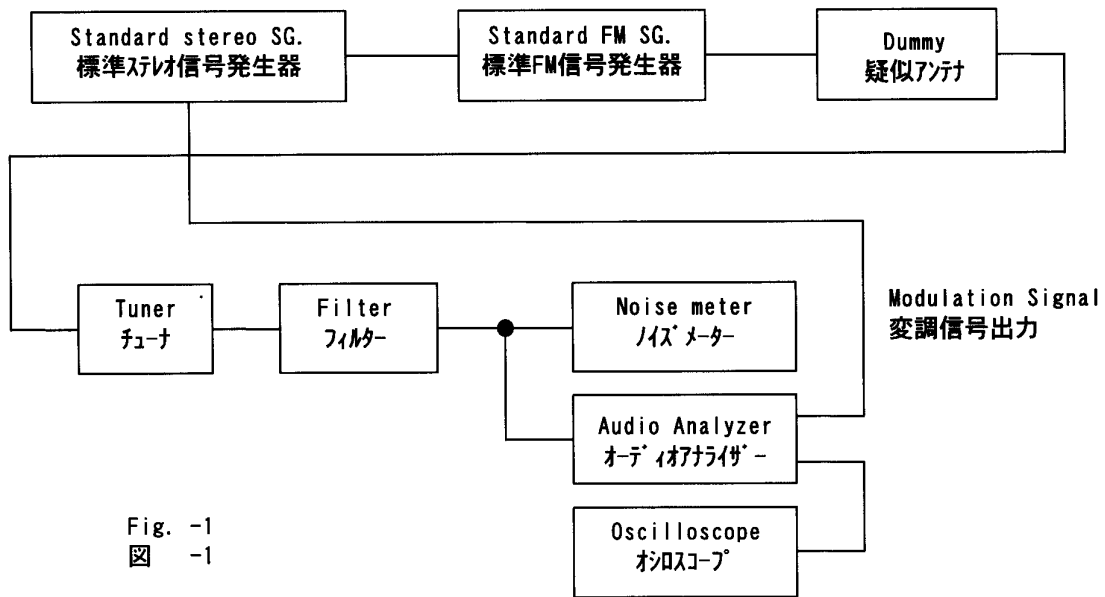 Standard stereo SG.
標準ｽﾃﾚｵ信号発生器
Standard FM SG.
標準FM信号発生器
Dummy
疑似ｱﾝﾃﾅ
Tuner
ﾁｭｰﾅ
Filter
ﾌｨﾙﾀｰ
Noise meter
ﾉｲｽﾞﾒｰﾀｰ
Modulation Signal
変調信号出力
Audio Analyzer
ｵｰﾃﾞｨｵｱﾅﾗｲｻﾞｰ
Oscilloscope
ｵｼﾛｽｺｰﾌﾟ
Fig. -1
図 -1